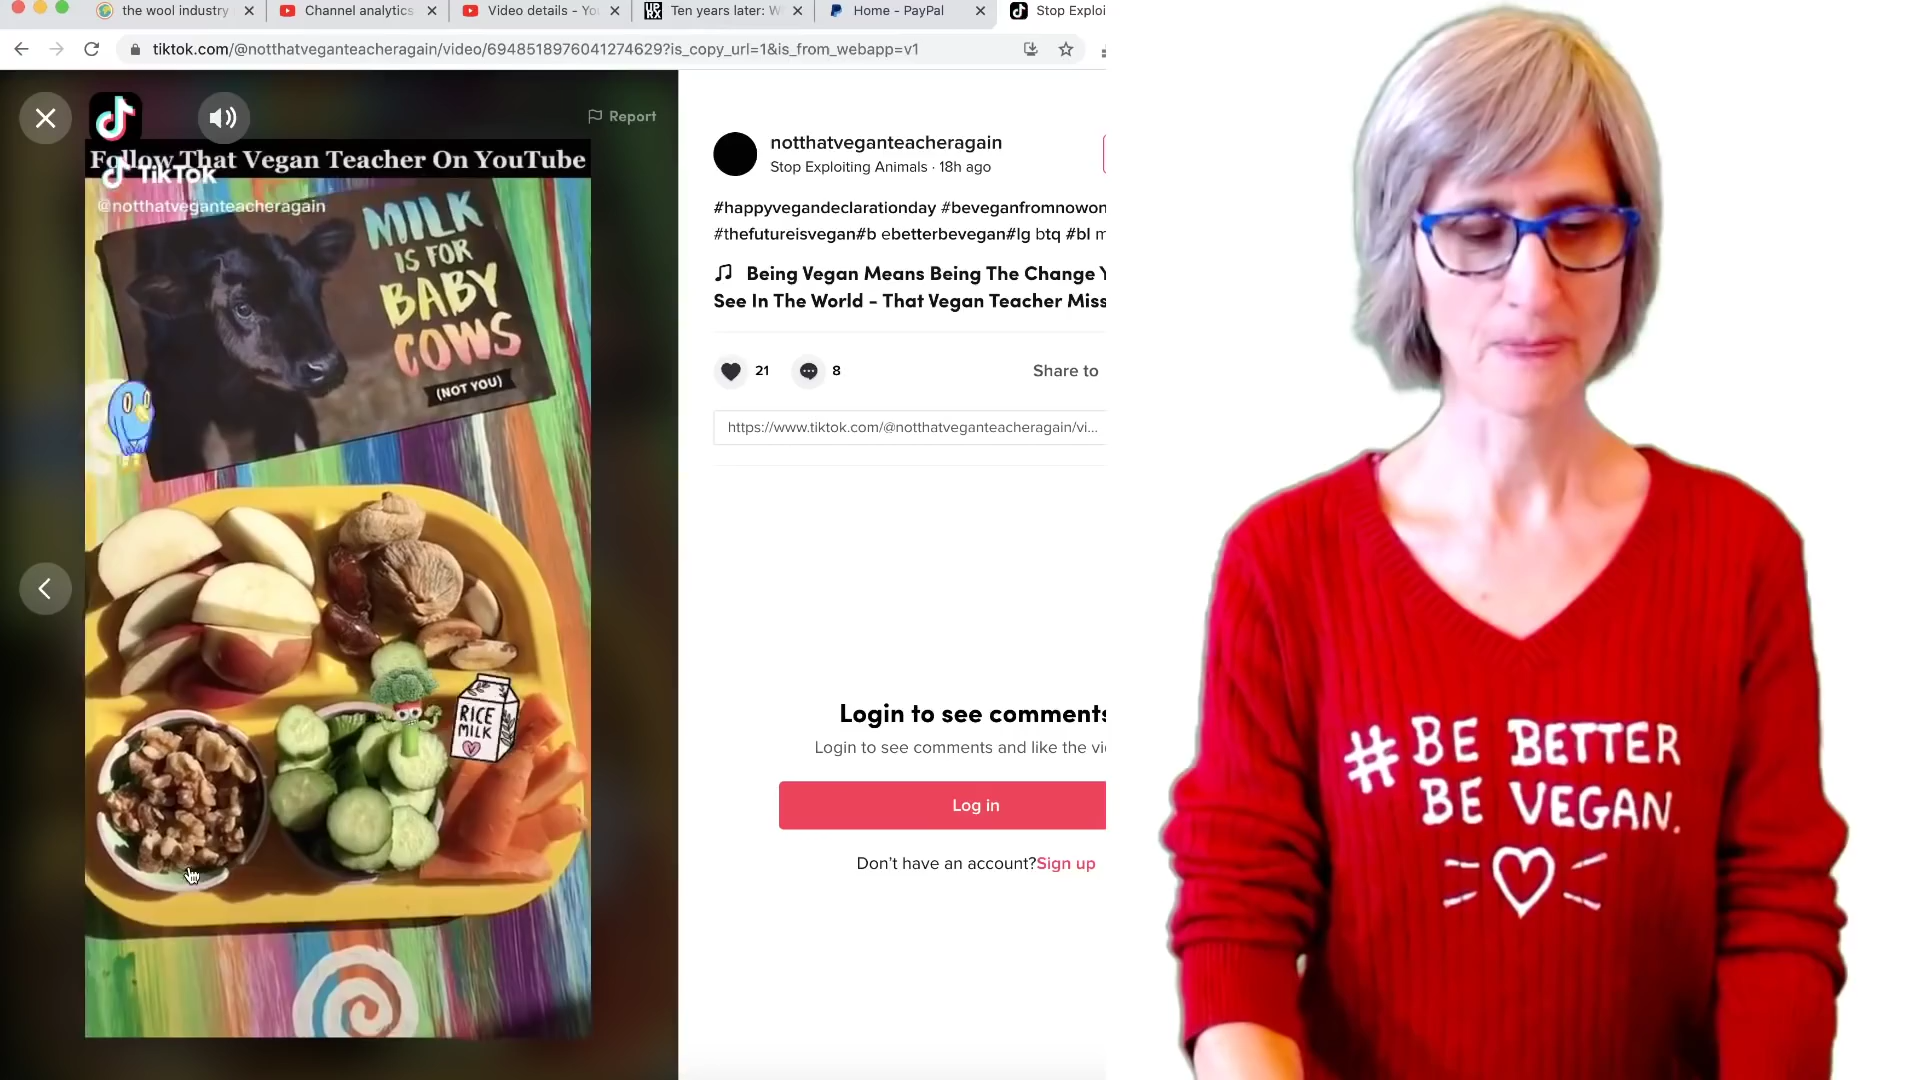 the wool industry
Channel analytics
Video details - You
UP
RX
Ten years later: W
Home - PayPal
Stop Exploi
tiktok.com/@notthatveganteacheragain/video/6948518976041274629?is_copy_url=1&is_from_webapp=v1
Report
Follow That Vegan Teacher On YouTube
TikTok
@notthatveganteacheragain
MILK
IS FOR
BABY
COWS
(NOT YOU)
RICE
MILK
notthatveganteacheragain
Stop Exploiting Animals · 18h ago
#happyvegandeclarationday #beveganfromnowon
#thefutureisvegan#b ebetterbevegan#lg btq #bl m
Being Vegan Means Being The Change Y
See In The World - That Vegan Teacher Miss
21
8
Share to
https://www.tiktok.com/@notthatveganteacheragain/vi...
Login to see comments
Login to see comments and like the vi
Log in
Don't have an account?Sign up
#BE BETTER
BE VEGAN.